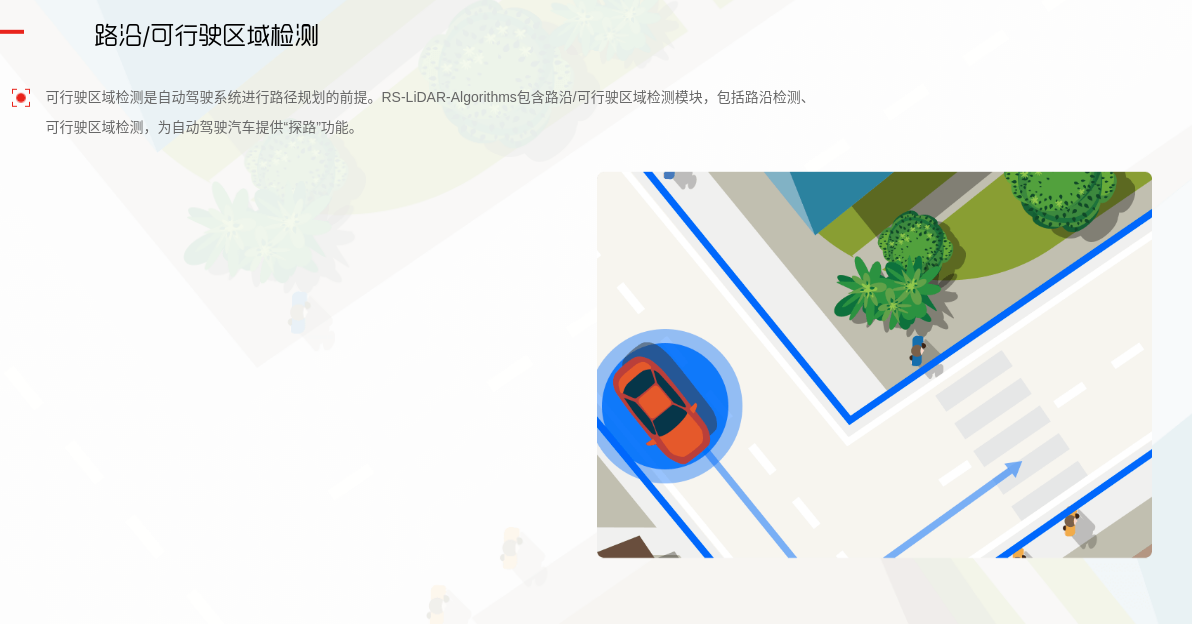 路沿/可行驶区域检测
可行驶区域检测是自动驾驶系统进行路径规划的前提。RS-LiDAR-Algorithms包含路沿/可行驶区域检测模块，包括路沿检测、
可行驶区域检测，为自动驾驶汽车提供“探路”功能。